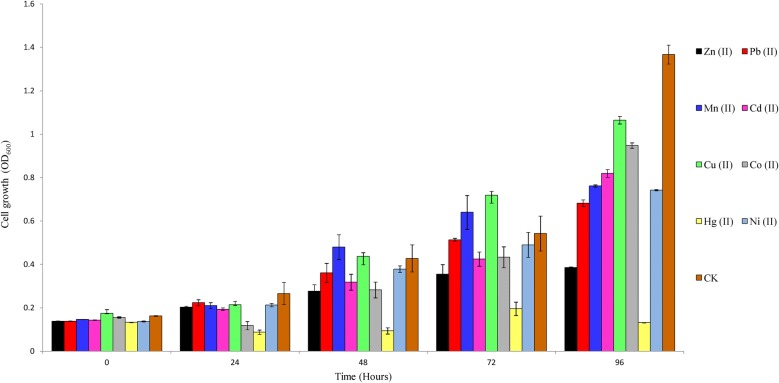 1.6
1.4
1.2
1
0.8
0.6
0.4
0.2
0
Cell growth (OD600)
0 24 48 72 96
Time (Hours)
Zn (II) Pb (II)
Mn (II) Cd (II)
Cu (II) Co (II)
Hg (II) Ni (II)
CK